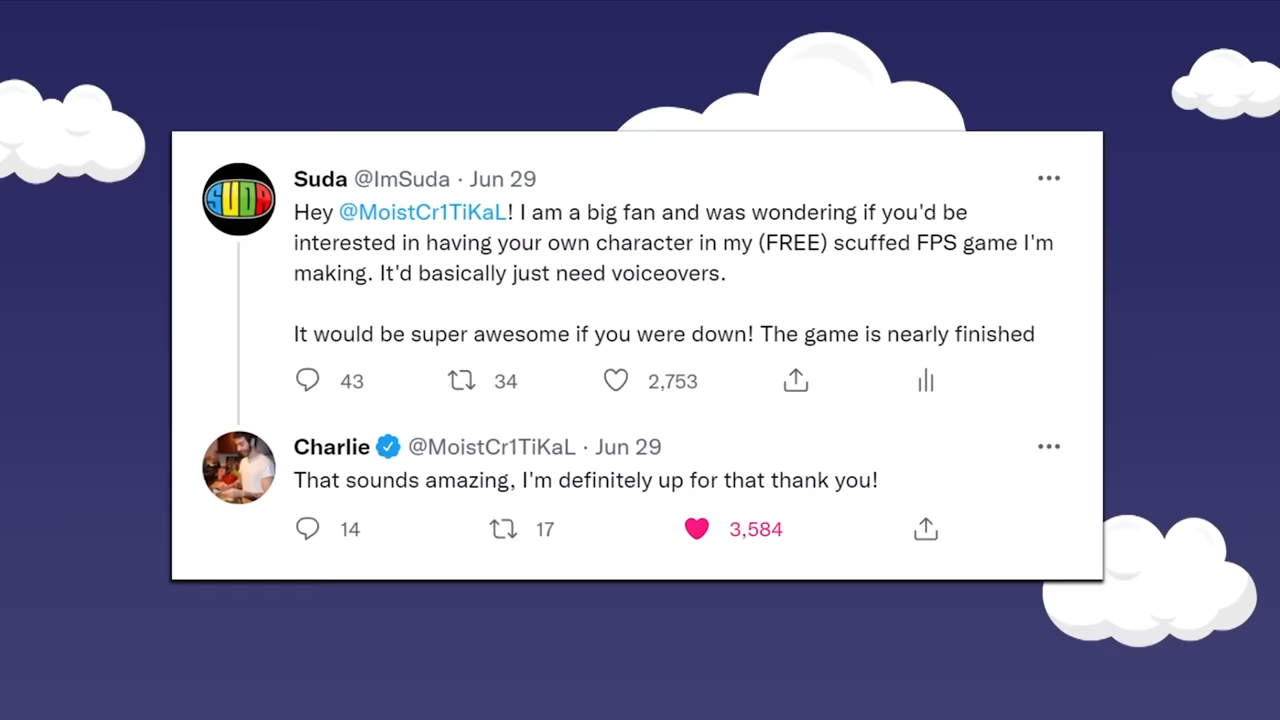 SUDA
Suda @ImSuda · Jun 29
Hey @MoistCr1TiKaL! I am a big fan and was wondering if you'd be
interested in having your own character in my (FREE) scuffed FPS game I'm
making. It'd basically just need voiceovers.
It would be super awesome if you were down! The game is nearly finished
43 34 2,753
Charlie @MoistCr1TiKaL · Jun 29
That sounds amazing, I'm definitely up for that thank you!
14 17 3,584